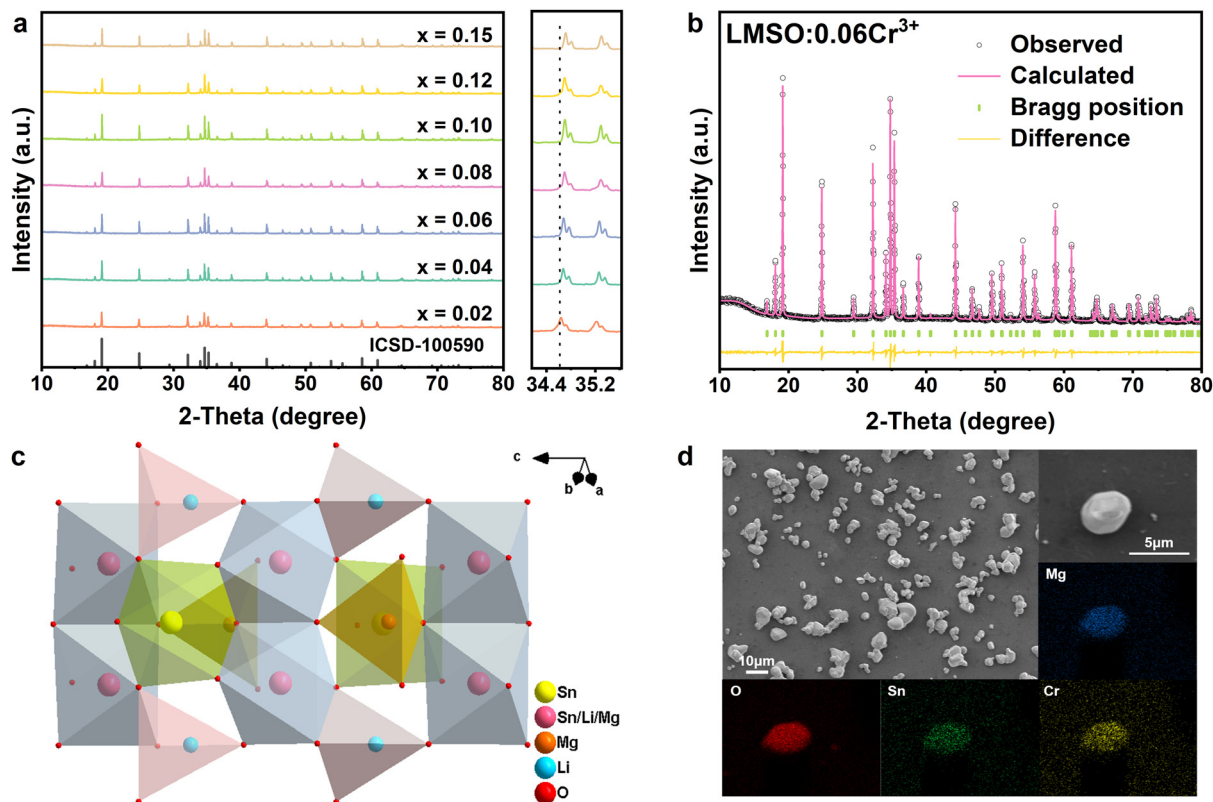 a
Intensity (a.u.)
x = 0.15
x = 0.12
x = 0.10
x = 0.08
x = 0.06
x = 0.04
x = 0.02
ICSD-100590
10 20 30 40 50 60 70 80
34.4 35.2
2-Theta (degree)
b
LMSO:0.06Cr³⁺
Observed
Calculated
Bragg position
Difference
Intensity (a.u.)
10 20 30 40 50 60 70 80
2-Theta (degree)
c
c
b a
Sn
Sn/Li/Mg
Mg
Li
O
d
10μm
5μm
Mg
O
Sn
Cr